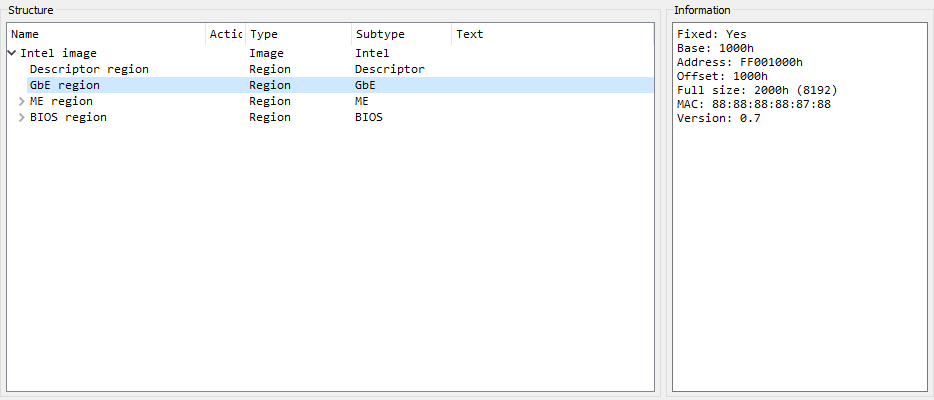 Structure
Name Actic Type Subtype Text
Intel image Image Intel
Descriptor region Region Descriptor
GbE region Region GbE
ME region Region ME
BIOS region Region BIOS
Information
Fixed: Yes
Base: 1000h
Address: FF001000h
Offset: 1000h
Full size: 2000h (8192)
MAC: 88:88:88:88:87:88
Version: 0.7